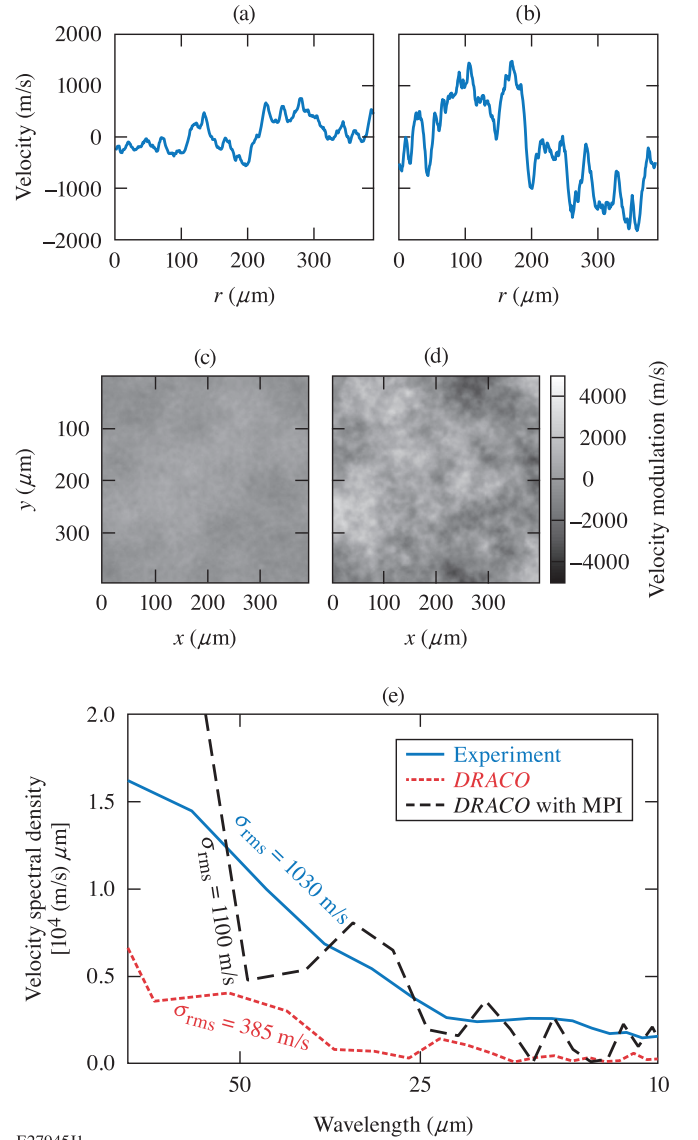 (a)
(b)
Velocity (m/s)
2000
1000
0
–1000
–2000
0 100 200 300
0 100 200 300
r (μm)
r (μm)
(c)
(d)
y (μm)
100
200
300
0 100 200 300
0 100 200 300
x (μm)
x (μm)
4000
2000
0
–2000
–4000
Velocity modulation (m/s)
(e)
Velocity spectral density
[10⁴ (m/s) μm]
2.0
1.5
1.0
0.5
0.0
Experiment
DRACO
DRACO with MPI
σrms = 1030 m/s
σrms = 1100 m/s
σrms = 385 m/s
50 25 10
Wavelength (μm)